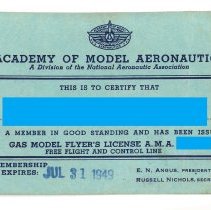 ACADEMY OF MODEL AERONAUTIC
A Division of the National Aeronautic Association
THIS IS TO CERTIFY THAT
A MEMBER IN GOOD STANDING AND HAS BEEN ISS
GAS MODEL FLYER'S LICENSE A.M.A.
FREE FLIGHT AND CONTROL LINE
MEMBERSHIP
EXPIRES: JUL 31 1949
E. N. ANGUS, PRESIDENT
RUSSELL NICHOLS, SECRE